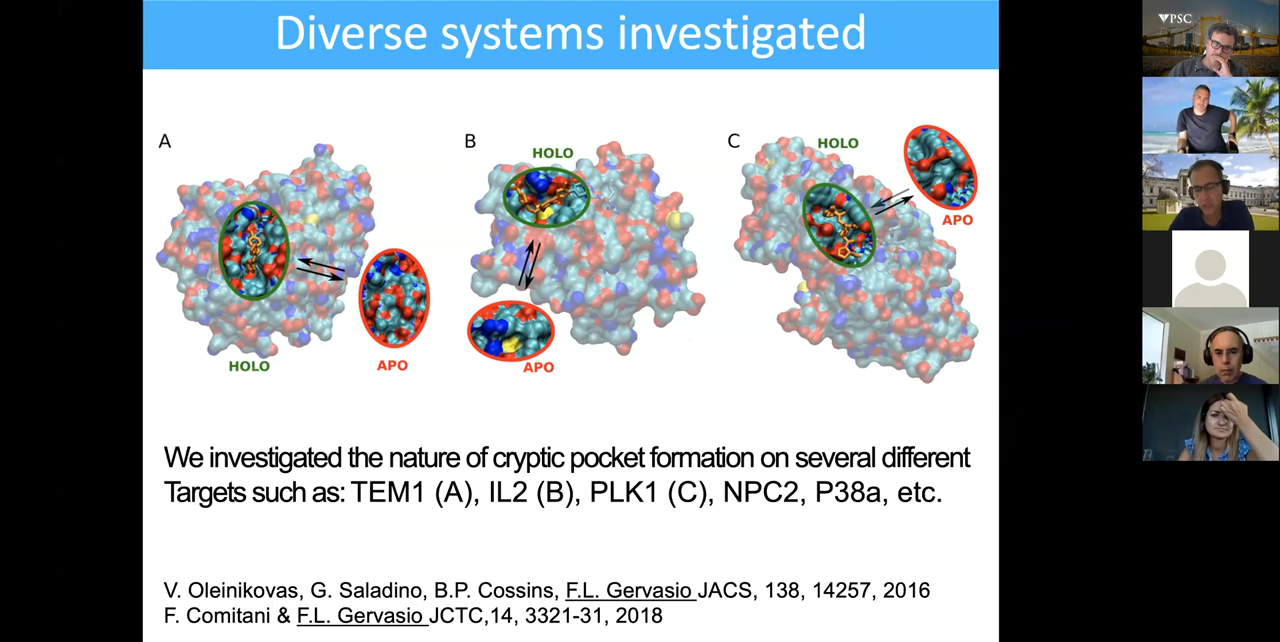 Diverse systems investigated
PSC
A
B
C
HOLO
HOLO
APO
HOLO
APO
APO
We investigated the nature of cryptic pocket formation on several different
Targets such as: TEM1 (A), IL2 (B), PLK1 (C), NPC2, P38a, etc.
V. Oleinikovas, G. Saladino, B.P. Cossins, F.L. Gervasio JACS, 138, 14257, 2016
F. Comitani & F.L. Gervasio JCTC,14, 3321-31, 2018